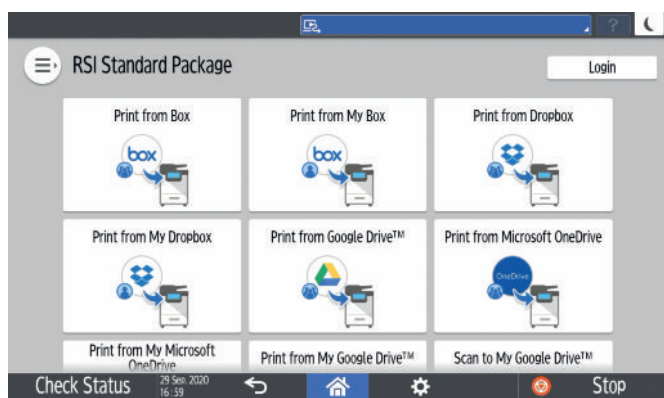 ?
RSI Standard Package
Login
Print from Box
Print from My Box
Print from Dropbox
box
box
Print from My Dropbox
Print from Google Drive™
Print from Microsoft OneDrive
OneDrive
Print from My Microsoft
OneDrive
Print from My Google Drive™
Scan to My Google Drive™
Check Status
29 Sep. 2020
16:59
Stop